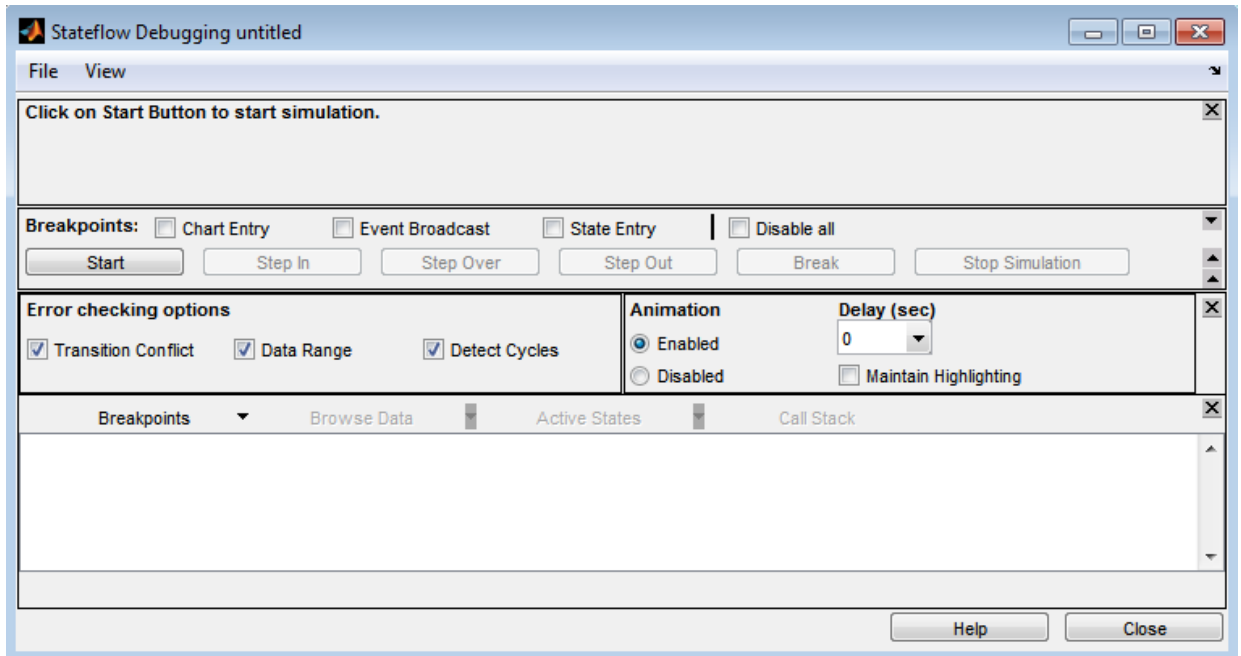 Stateflow Debugging untitled
File View
Click on Start Button to start simulation.
Breakpoints: Chart Entry Event Broadcast State Entry Disable all
Start Step In Step Over Step Out Break Stop Simulation
Error checking options Animation Delay (sec)
Enabled 0
Transition Conflict Data Range Detect Cycles
Disabled Maintain Highlighting
Breakpoints Browse Data Active States Call Stack
Help Close